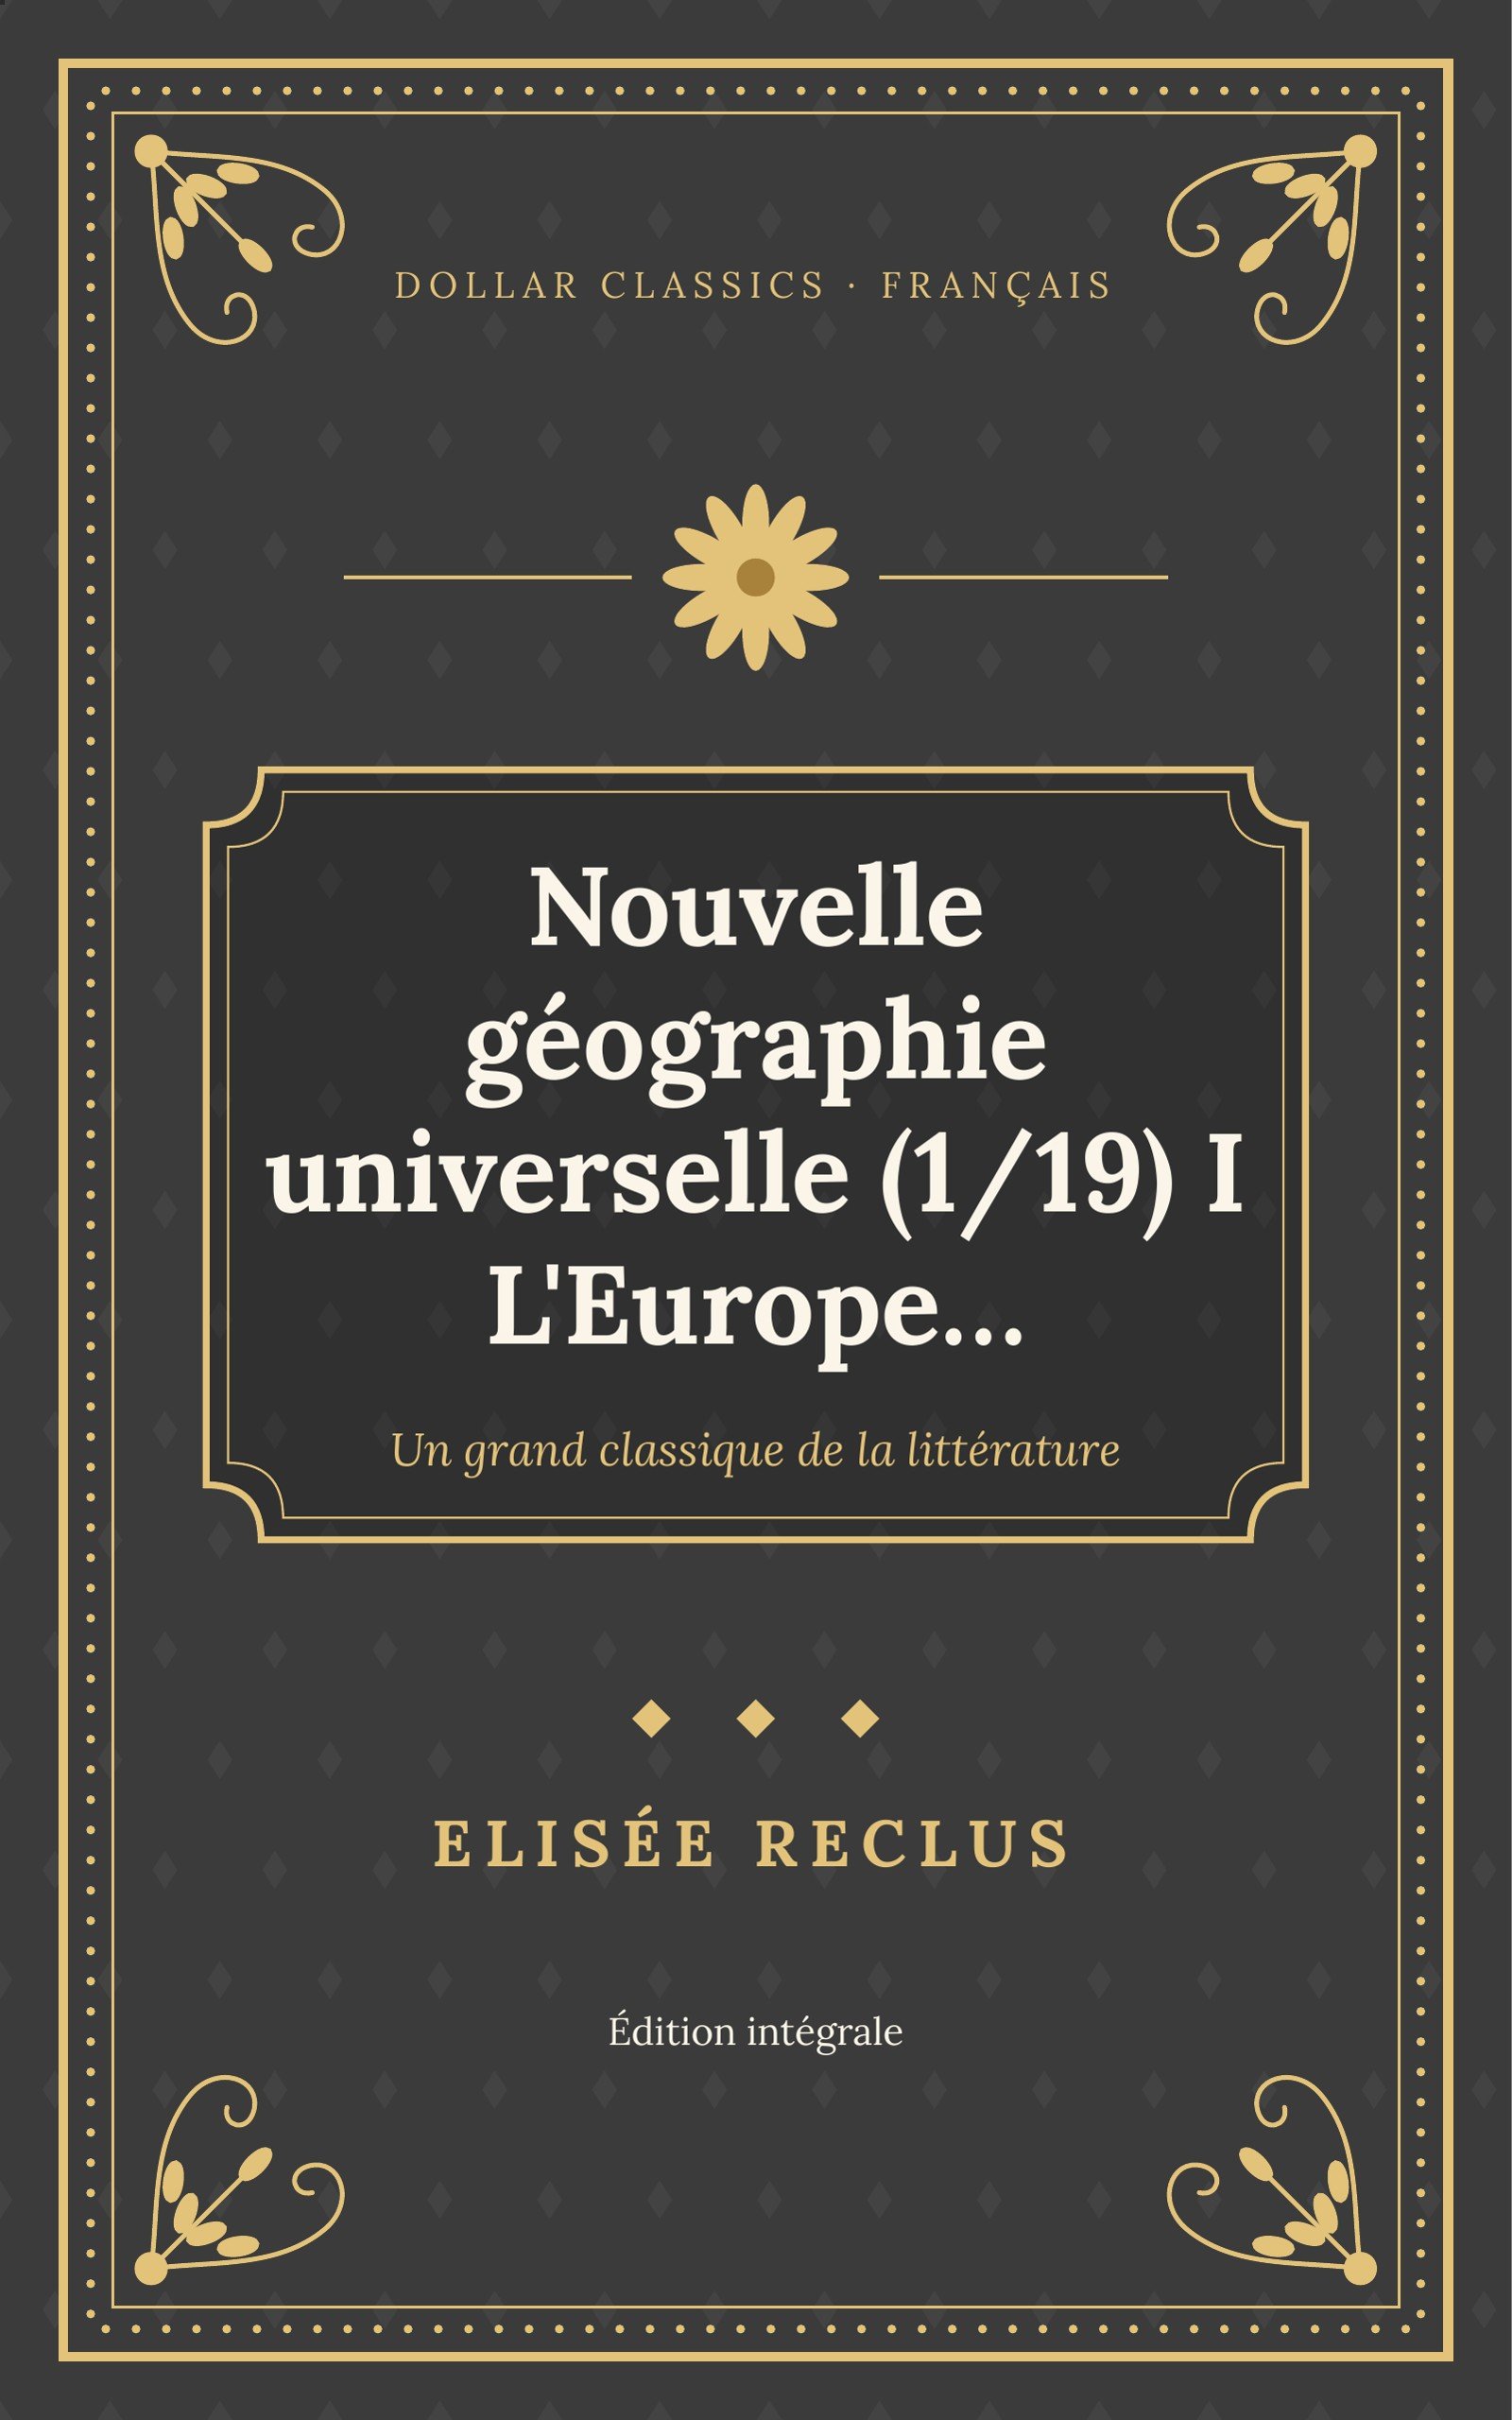 DOLLAR CLASSICS · FRANÇAIS
Nouvelle
géographie
universelle (1/19) I
L'Europe...
Un grand classique de la littérature
ELISÉE RECLUS
Édition intégrale